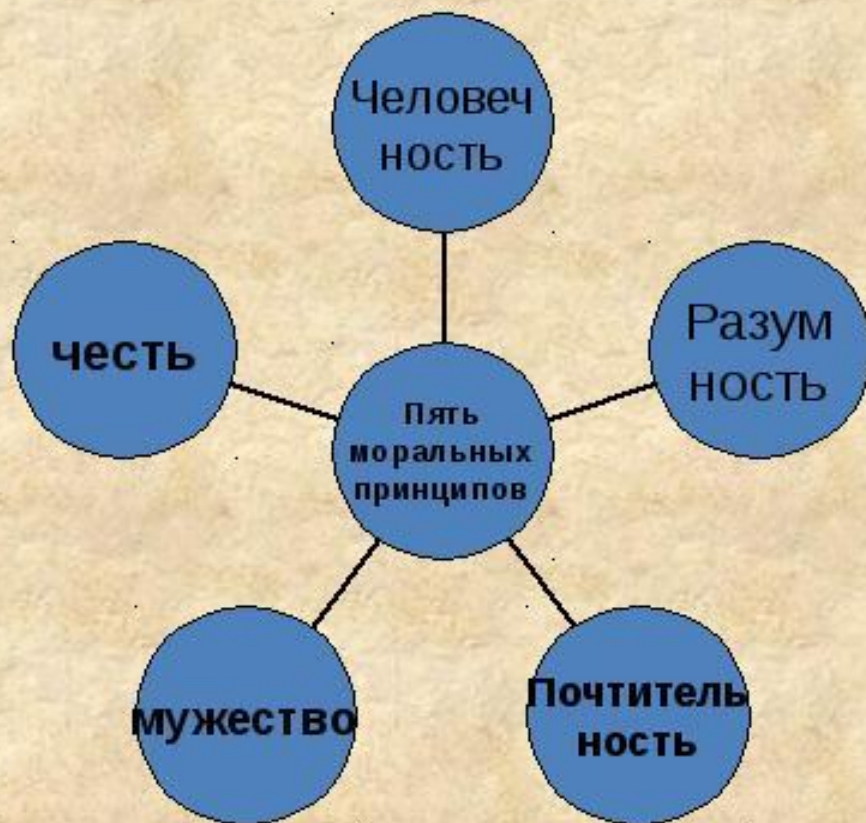 Человеч
ность
Разум
ность
честь
Пять
моральных
принципов
мужество
Почтитель
ность